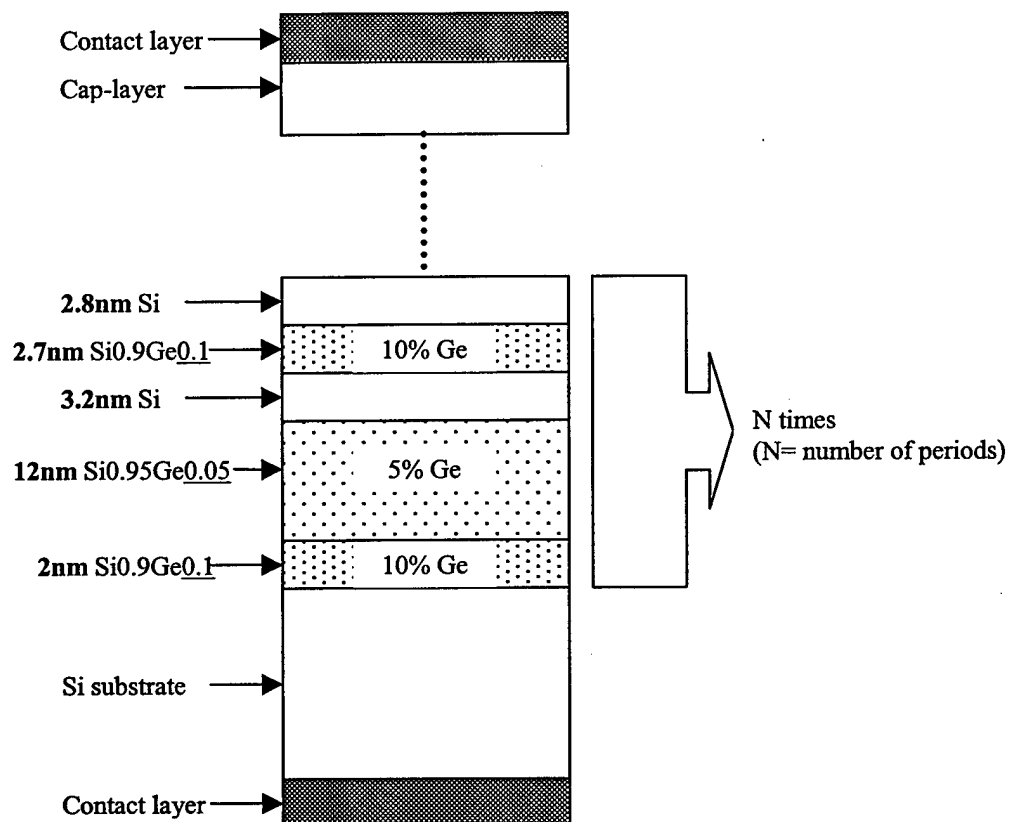 Contact layer
Cap-layer
2.8nm Si
2.7nm Si0.9Ge0.1
10% Ge
3.2nm Si
12nm Si0.95Ge0.05
5% Ge
2nm Si0.9Ge0.1
10% Ge
N times
(N= number of periods)
Si substrate
Contact layer